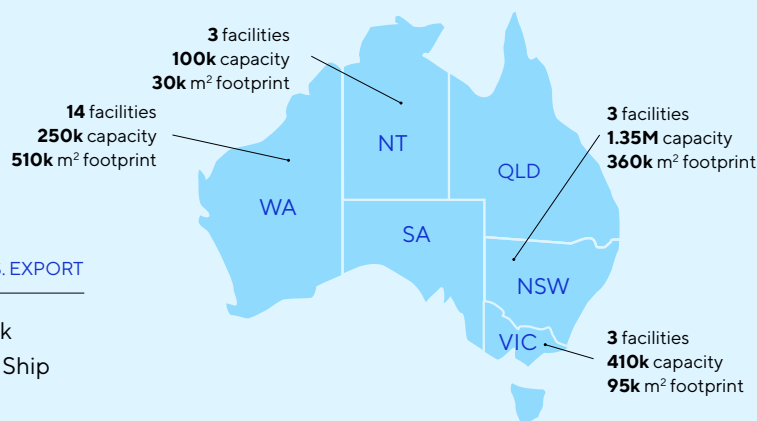 3 facilities
100k capacity
30k m² footprint
14 facilities
250k capacity
510k m² footprint
3 facilities
1.35M capacity
360k m² footprint
NT
QLD
WA
SA
EXPORT
NSW
Ship
VIC
3 facilities
410k capacity
95k m² footprint